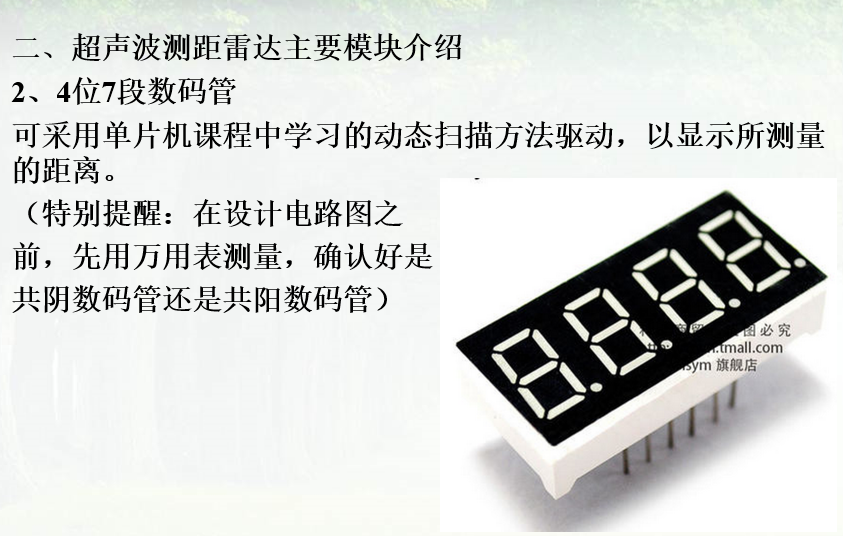 二、超声波测距雷达主要模块介绍
2、4位7段数码管
可采用单片机课程中学习的动态扫描方法驱动，以显示所测量
的距离。
（特别提醒：在设计电路图之
前，先用万用表测量，确认好是
共阴数码管还是共阳数码管）
图必究
.tmall.com
sym 旗舰店